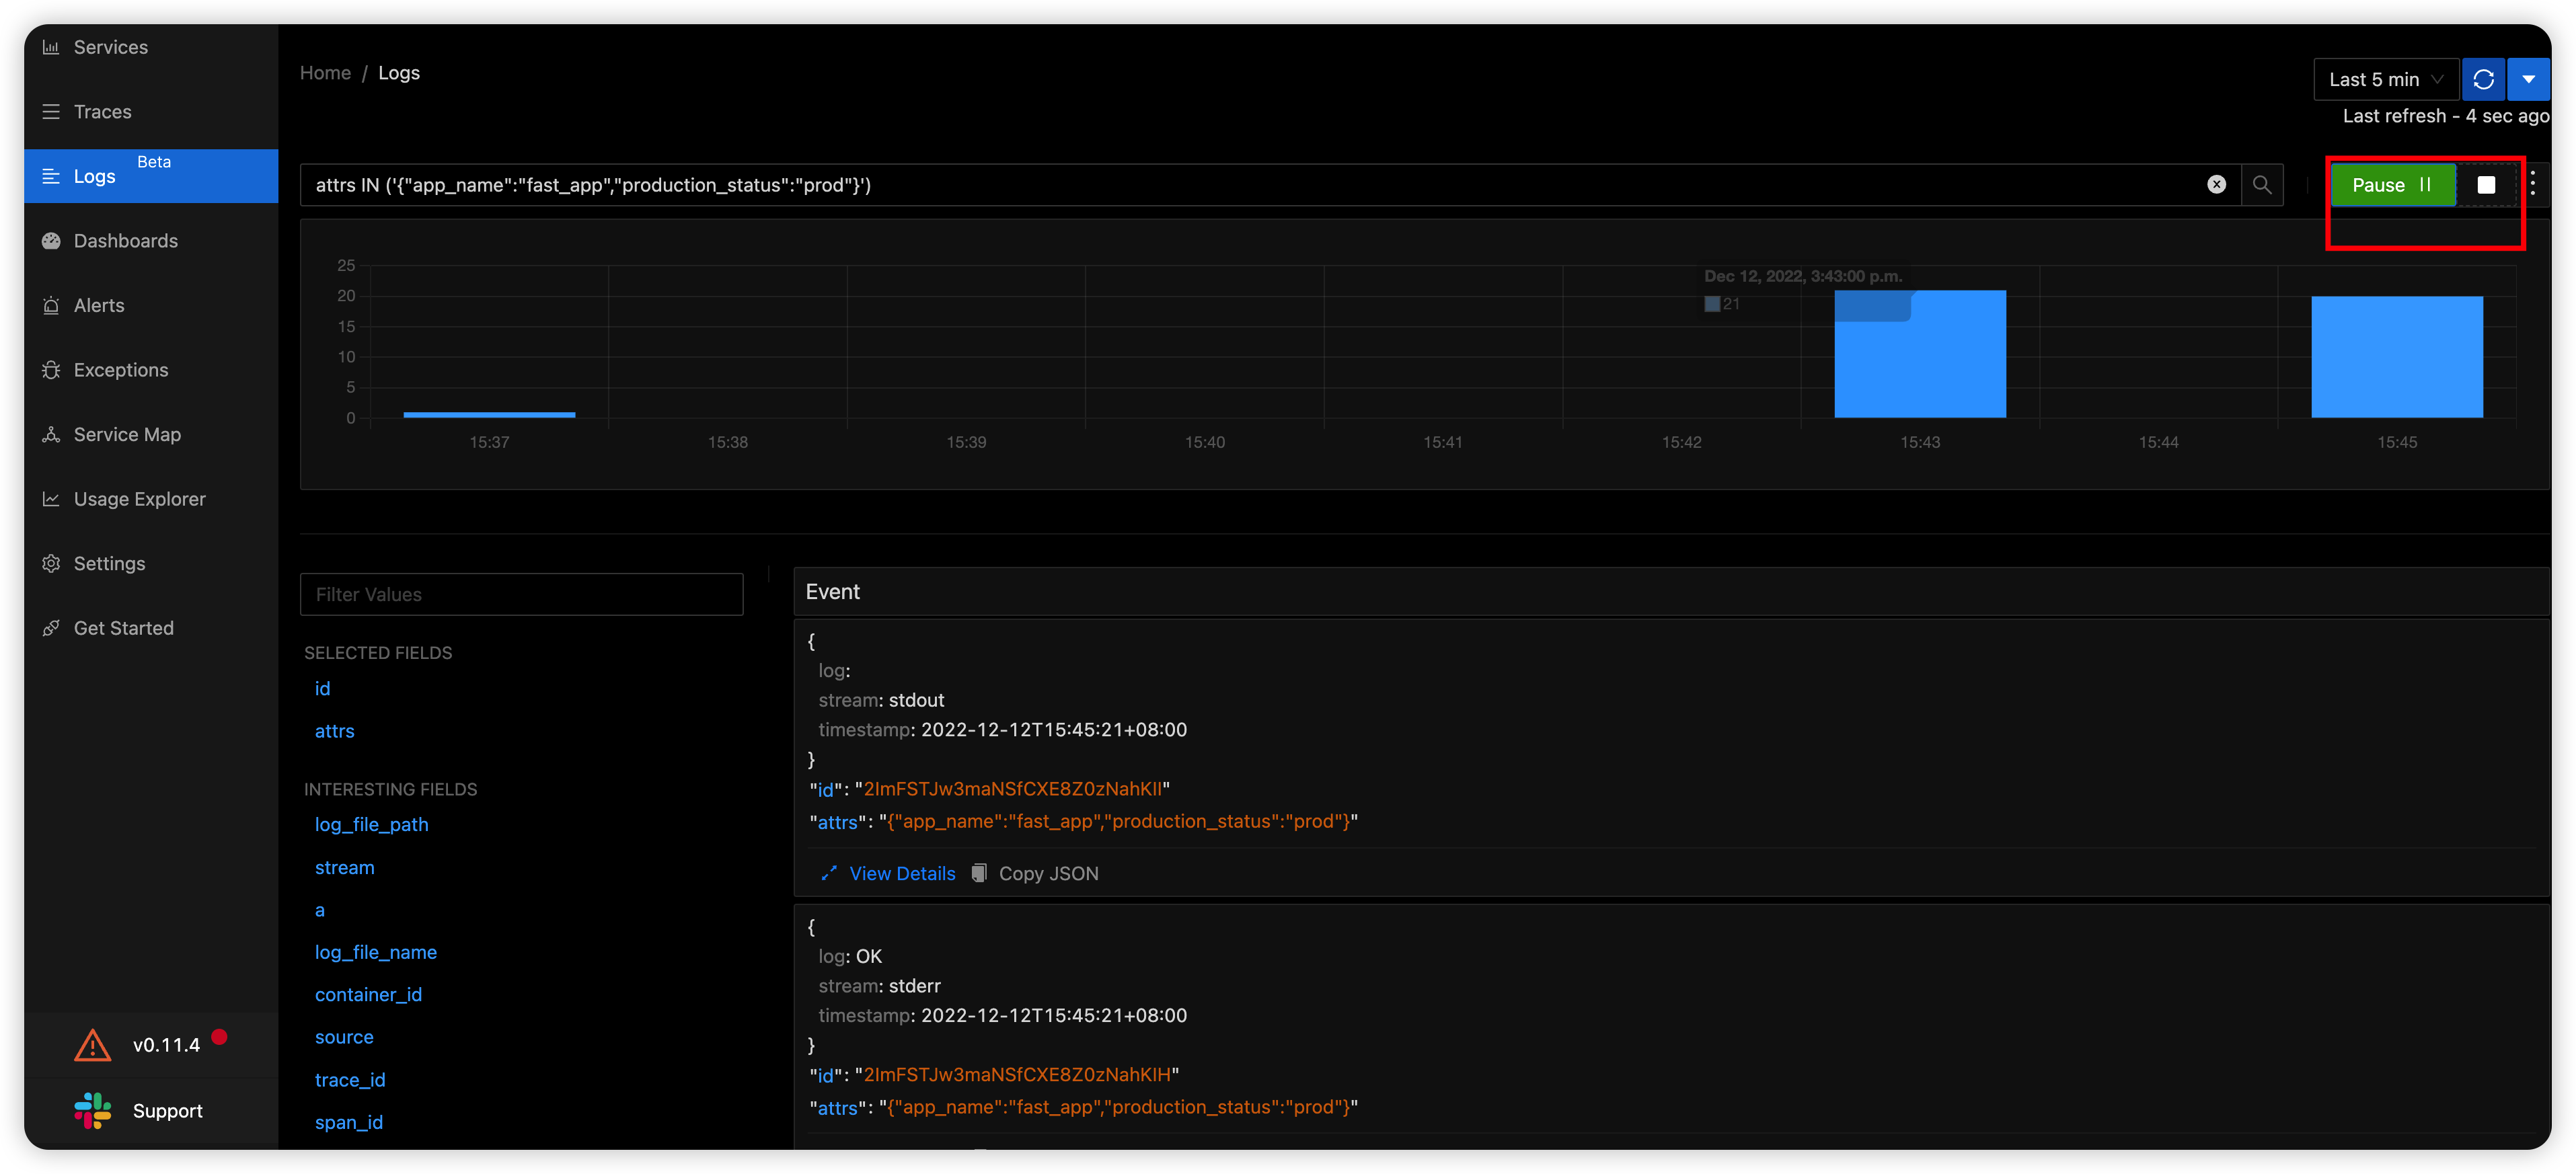 Services
Traces
Beta
Logs
Dashboards
Alerts
Exceptions
Service Map
Usage Explorer
Settings
Get Started
v0.11.4
Support
Home / Logs
Last 5 min
Last refresh - 4 sec ago
attrs IN ('{"app_name":"fast_app","production_status":"prod"}')
Pause
25
20
15
10
5
0
Dec 12, 2022, 3:43:00 p.m.
21
15:37 15:38 15:39 15:40 15:41 15:42 15:43 15:44 15:45
Filter Values
SELECTED FIELDS
id
attrs
INTERESTING FIELDS
log_file_path
stream
a
log_file_name
container_id
source
trace_id
span_id
Event
{
log:
stream: stdout
timestamp: 2022-12-12T15:45:21+08:00
}
"id": "2ImFSTJw3maNSfCXE8Z0zNahKII"
"attrs": "{"app_name":"fast_app","production_status":"prod"}"
View Details Copy JSON
{
log: OK
stream: stderr
timestamp: 2022-12-12T15:45:21+08:00
}
"id": "2ImFSTJw3maNSfCXE8Z0zNahKIH"
"attrs": "{"app_name":"fast_app","production_status":"prod"}"